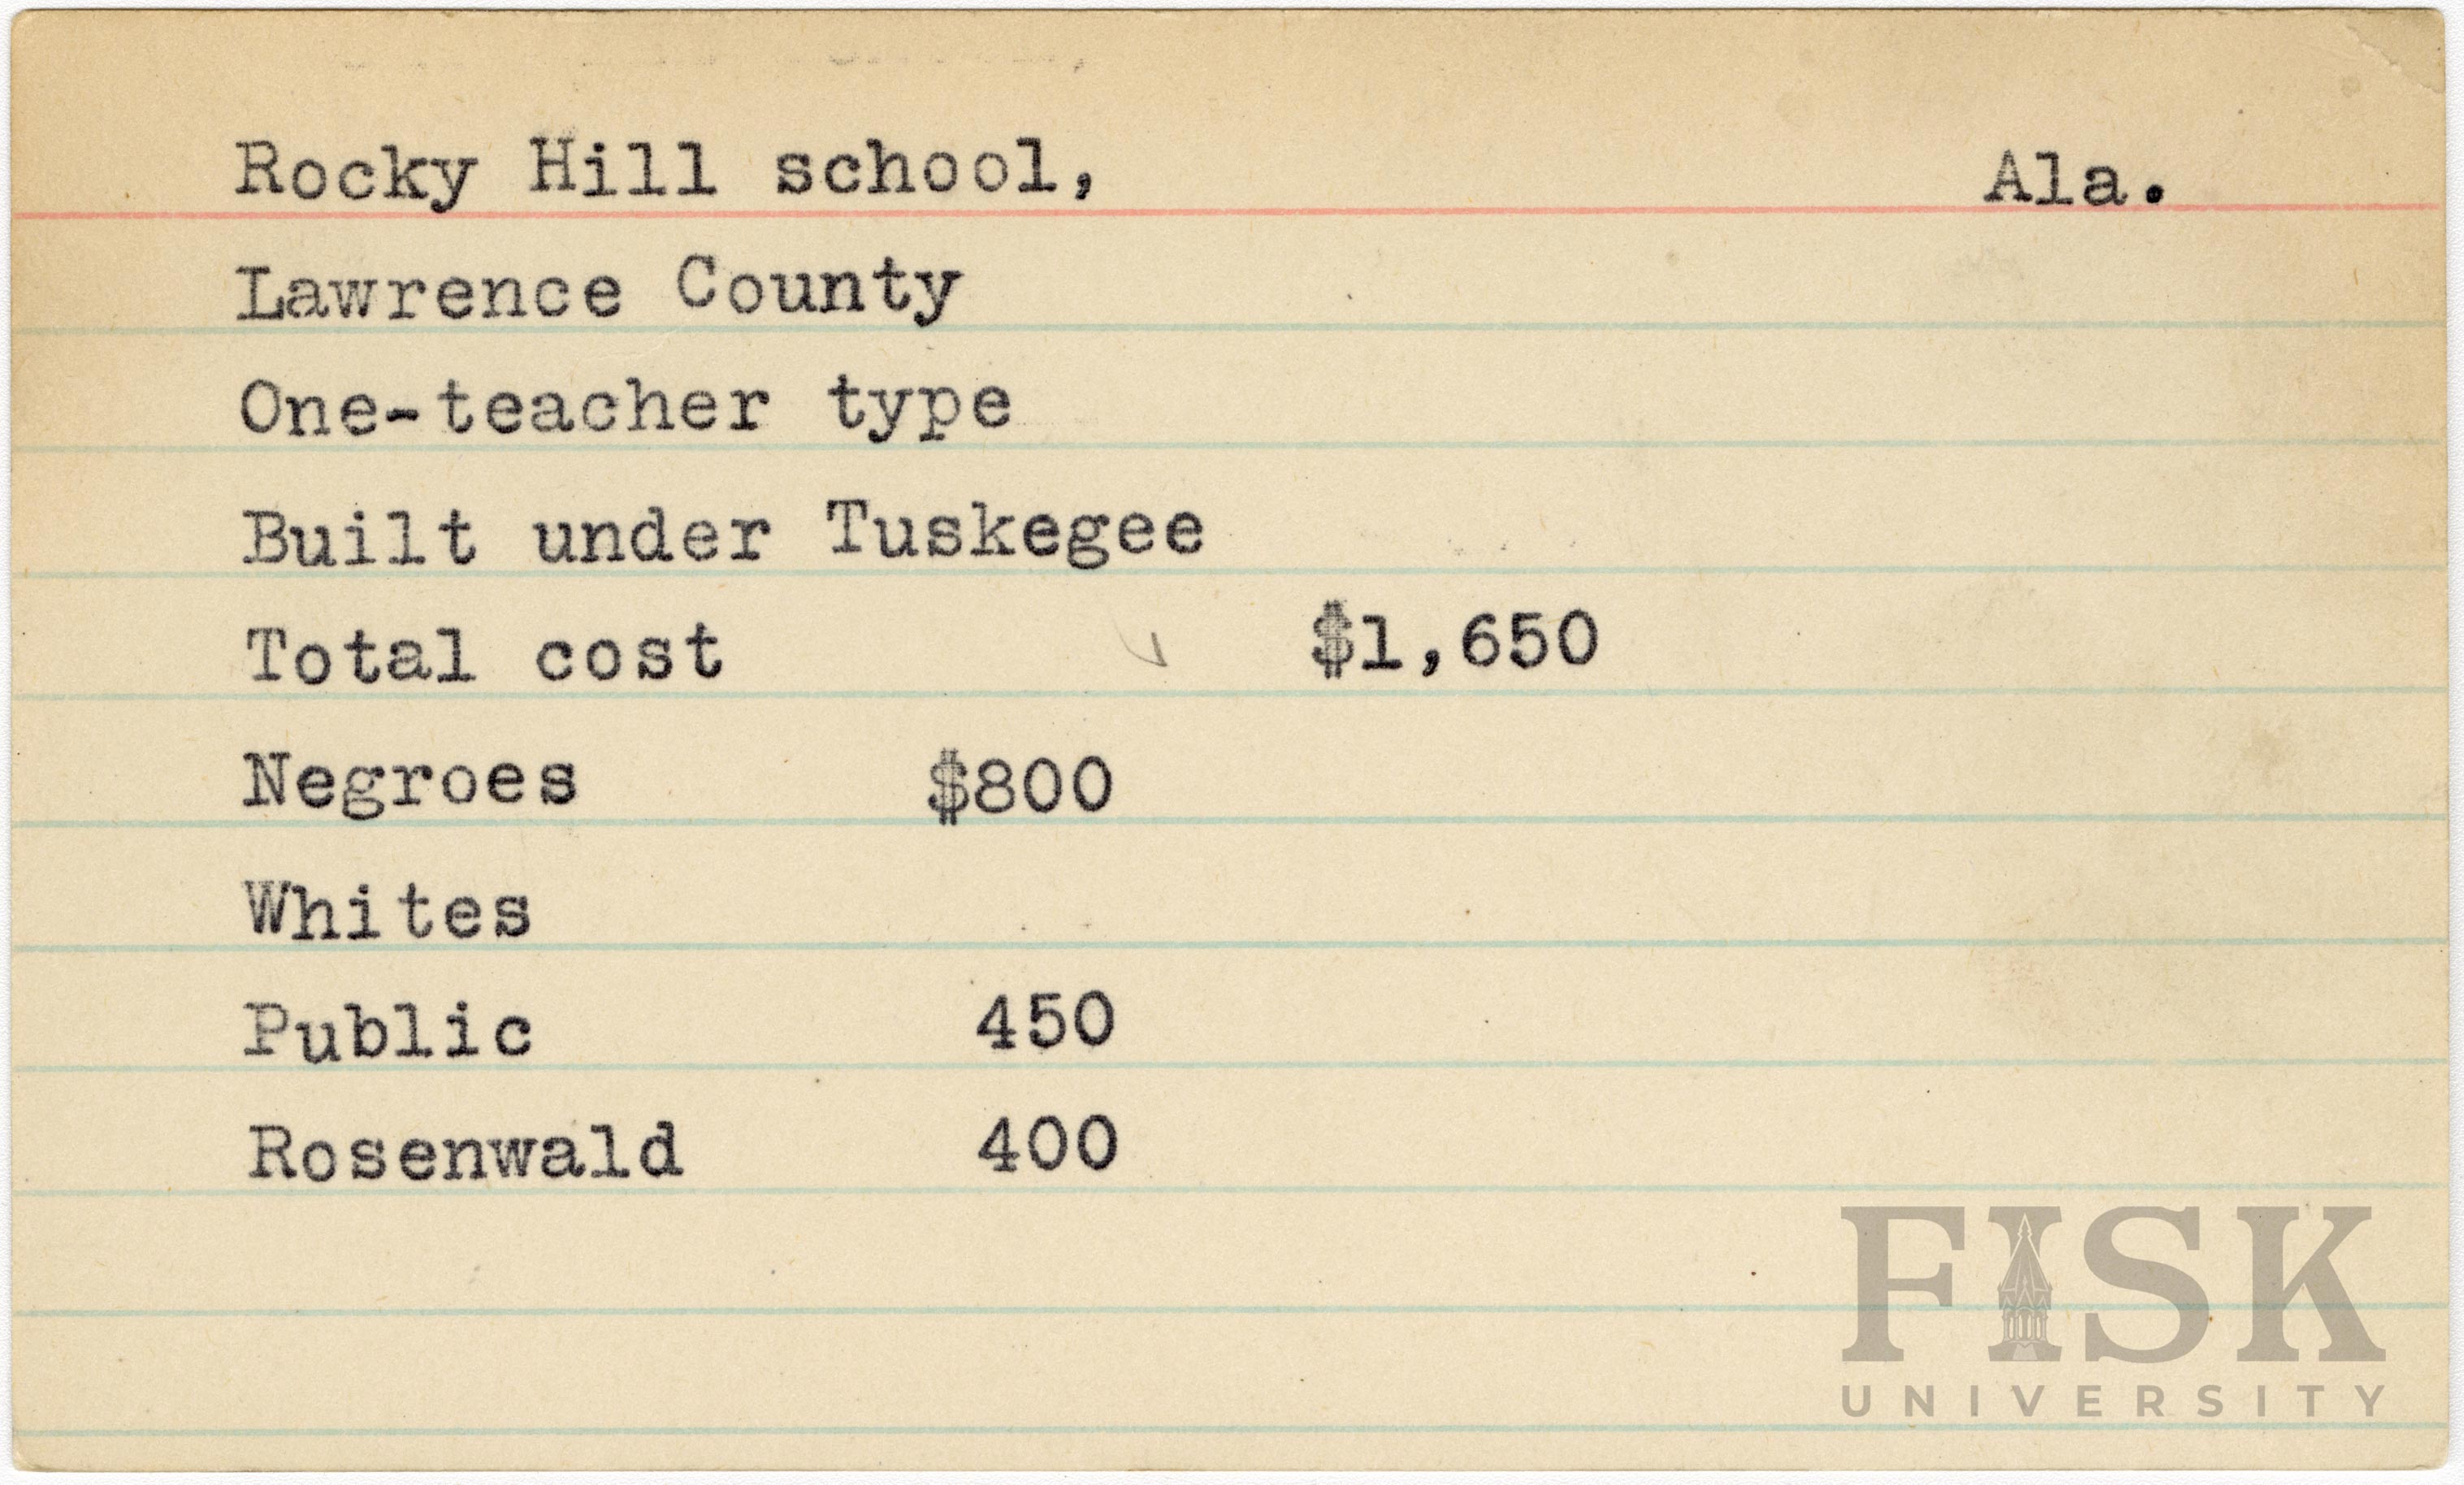 Rocky Hill school, Ala.
Lawrence County
One-teacher type
Built under Tuskegee
Total cost $1,650
Negroes $800
Whites
Public 450
Rosenwald 400
FISK
UNIVERSITY